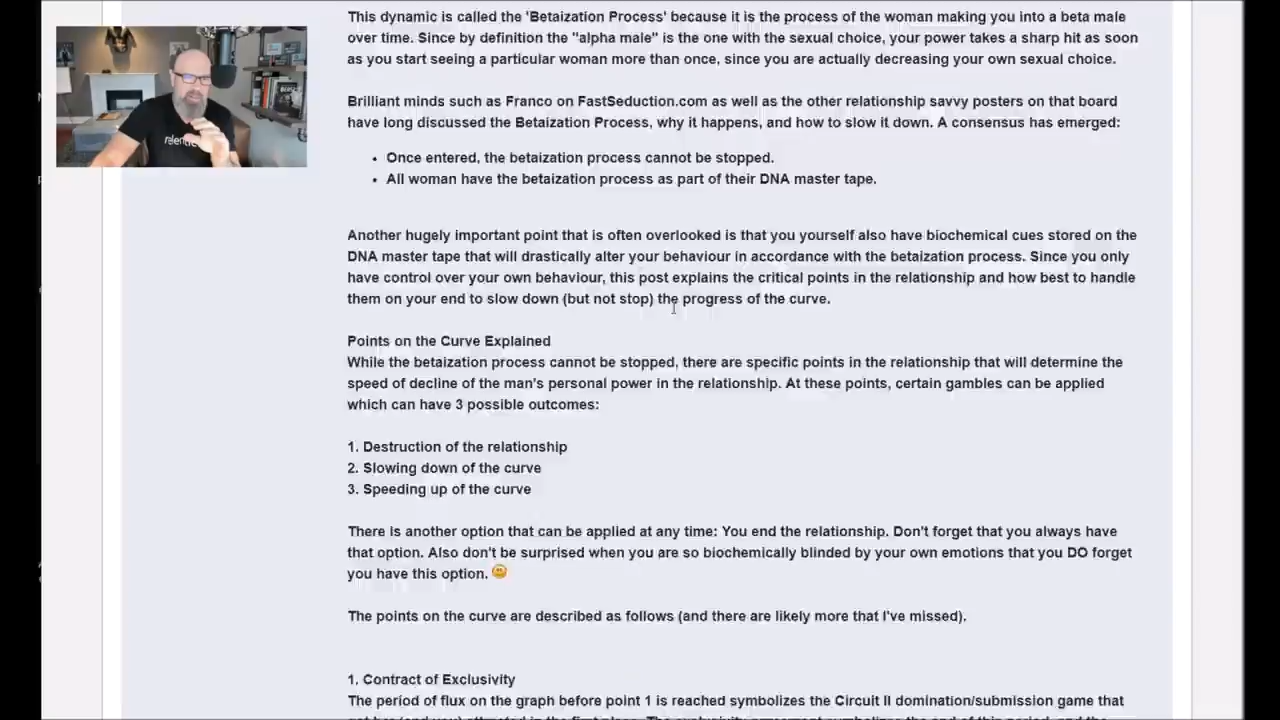 This dynamic is called the 'Betaization Process' because it is the process of the woman making you into a beta male
over time. Since by definition the "alpha male" is the one with the sexual choice, your power takes a sharp hit as soon
as you start seeing a particular woman more than once, since you are actually decreasing your own sexual choice.
Brilliant minds such as Franco on FastSeduction.com as well as the other relationship savvy posters on that board
have long discussed the Betaization Process, why it happens, and how to slow it down. A consensus has emerged:
• Once entered, the betaization process cannot be stopped.
• All woman have the betaization process as part of their DNA master tape.
Another hugely important point that is often overlooked is that you yourself also have biochemical cues stored on the
DNA master tape that will drastically alter your behaviour in accordance with the betaization process. Since you only
have control over your own behaviour, this post explains the critical points in the relationship and how best to handle
them on your end to slow down (but not stop) the progress of the curve.
Points on the Curve Explained
While the betaization process cannot be stopped, there are specific points in the relationship that will determine the
speed of decline of the man's personal power in the relationship. At these points, certain gambles can be applied
which can have 3 possible outcomes:
1. Destruction of the relationship
2. Slowing down of the curve
3. Speeding up of the curve
There is another option that can be applied at any time: You end the relationship. Don't forget that you always have
that option. Also don't be surprised when you are so biochemically blinded by your own emotions that you DO forget
you have this option.
The points on the curve are described as follows (and there are likely more that I've missed).
1. Contract of Exclusivity
The period of flux on the graph before point 1 is reached symbolizes the Circuit II domination/submission game that